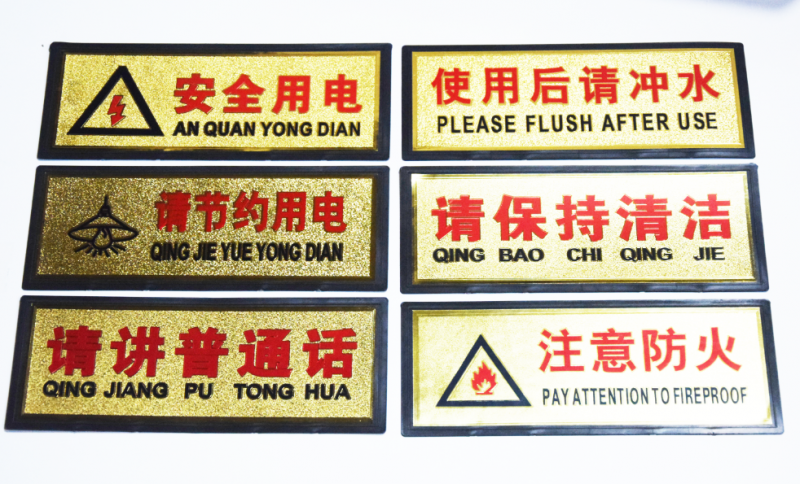 安全用电
AN QUAN YONG DIAN
使用后请冲水
PLEASE FLUSH AFTER USE
请节约用电
QING JIE YUE YONG DIAN
请保持清洁
QING BAO CHI QING JIE
请讲普通话
QING JIANG PU TONG HUA
注意防火
PAY ATTENTION TO FIREPROOF